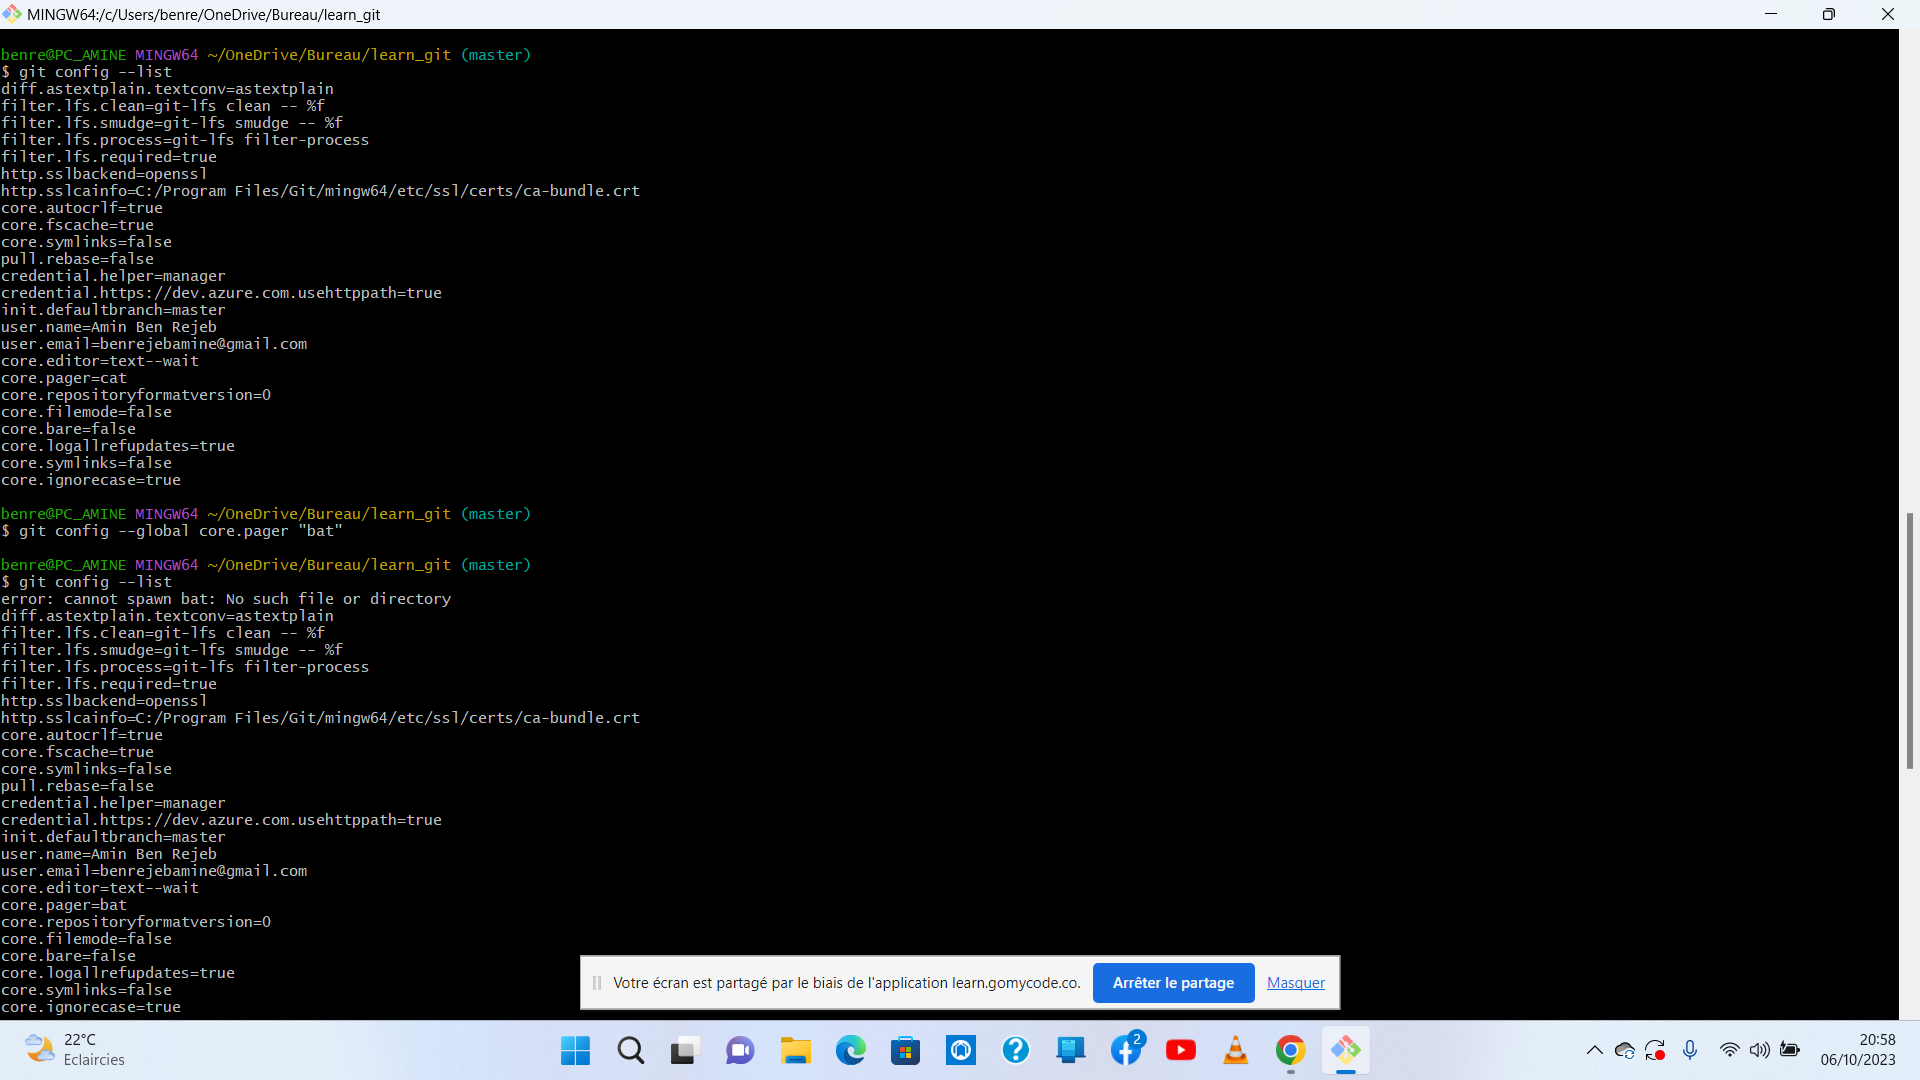 MINGW64:/c/Users/benre/OneDrive/Bureau/learn_git
benre@PC_AMINE MINGW64 ~/OneDrive/Bureau/learn_git (master)
$ git config --list
diff.astextplain.textconv=astextplain
filter.lfs.clean=git-lfs clean -- %f
filter.lfs.smudge=git-lfs smudge -- %f
filter.lfs.process=git-lfs filter-process
filter.lfs.required=true
http.sslbackend=openssl
http.sslcainfo=C:/Program Files/Git/mingw64/etc/ssl/certs/ca-bundle.crt
core.autocrlf=true
core.fscache=true
core.symlinks=false
pull.rebase=false
credential.helper=manager
credential.https://dev.azure.com.usehttppath=true
init.defaultbranch=master
user.name=Amin Ben Rejeb
user.email=benrejebamine@gmail.com
core.editor=text--wait
core.pager=cat
core.repositoryformatversion=0
core.filemode=false
core.bare=false
core.logallrefupdates=true
core.symlinks=false
core.ignorecase=true
benre@PC_AMINE MINGW64 ~/OneDrive/Bureau/learn_git (master)
$ git config --global core.pager "bat"
benre@PC_AMINE MINGW64 ~/OneDrive/Bureau/learn_git (master)
$ git config --list
error: cannot spawn bat: No such file or directory
diff.astextplain.textconv=astextplain
filter.lfs.clean=git-lfs clean -- %f
filter.lfs.smudge=git-lfs smudge -- %f
filter.lfs.process=git-lfs filter-process
filter.lfs.required=true
http.sslbackend=openssl
http.sslcainfo=C:/Program Files/Git/mingw64/etc/ssl/certs/ca-bundle.crt
core.autocrlf=true
core.fscache=true
core.symlinks=false
pull.rebase=false
credential.helper=manager
credential.https://dev.azure.com.usehttppath=true
init.defaultbranch=master
user.name=Amin Ben Rejeb
user.email=benrejebamine@gmail.com
core.editor=text--wait
core.pager=bat
core.repositoryformatversion=0
core.filemode=false
core.bare=false
core.logallrefupdates=true
core.symlinks=false
core.ignorecase=true
Votre écran est partagé par le biais de l'application learn.gomycode.co. Arrêter le partage Masquer
22°C
Eclaircies
2
20:58
06/10/2023